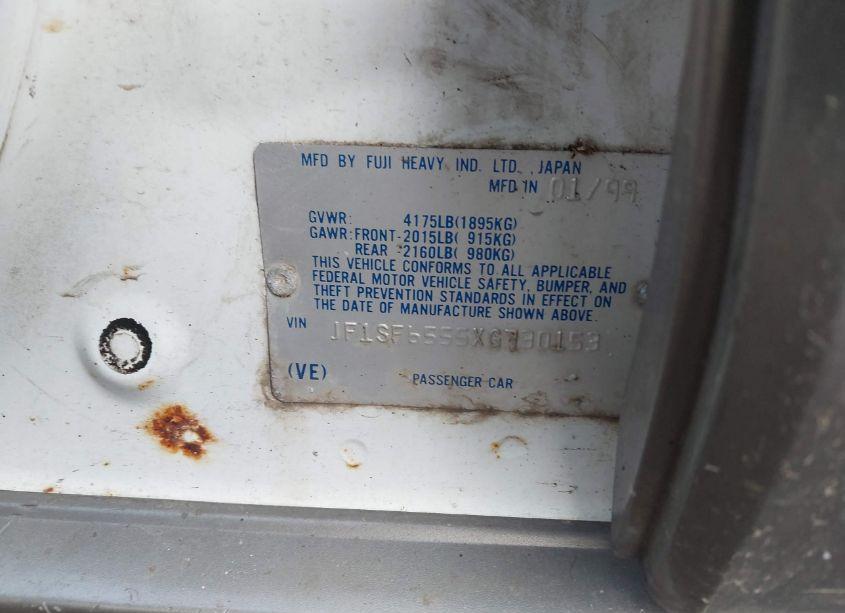 MFD BY FUJI HEAVY IND. LTD., JAPAN
MFD IN 01/99
GVWR: 4175LB(1895KG)
GAWR:FRONT-2015LB( 915KG)
REAR -2160LB( 980KG)
THIS VEHICLE CONFORMS TO ALL APPLICABLE
FEDERAL MOTOR VEHICLE SAFETY, BUMPER, AND
THEFT PREVENTION STANDARDS IN EFFECT ON
THE DATE OF MANUFACTURE SHOWN ABOVE.
VIN JF1SF6555XG730153
(VE) PASSENGER CAR